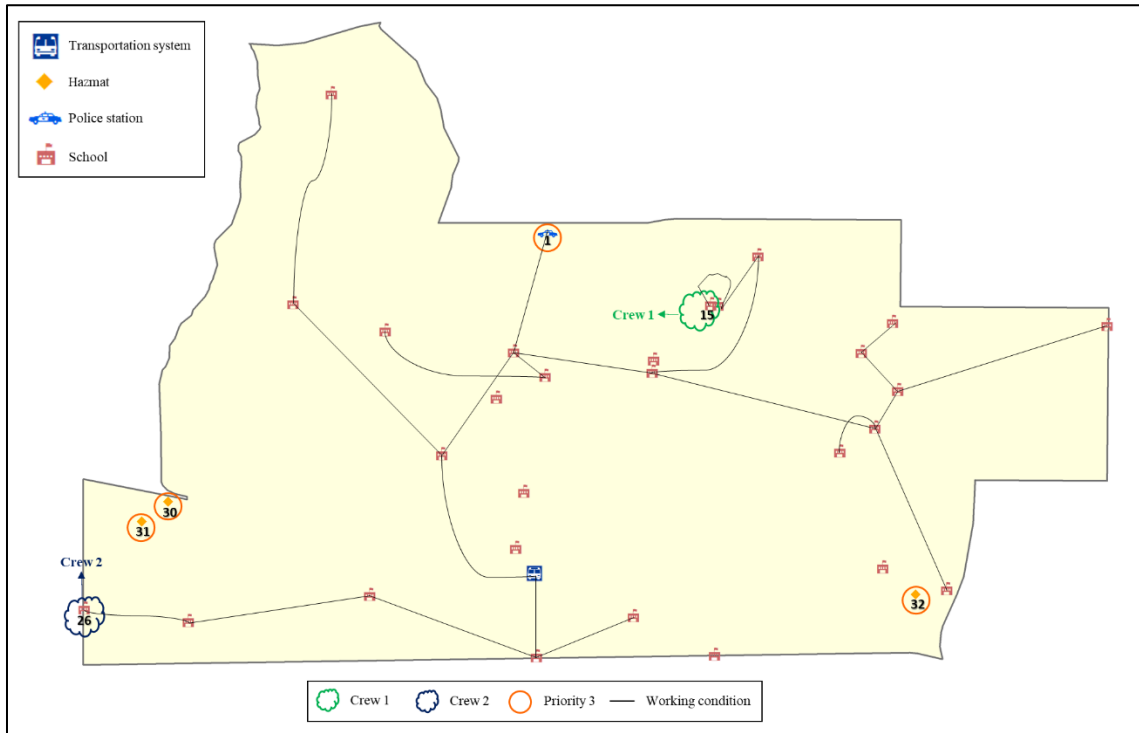 Transportation system
Hazmat
Police station
School
1
Crew 1
15
30
31
Crew 2
26
32
Crew 1
Crew 2
Priority 3
Working condition